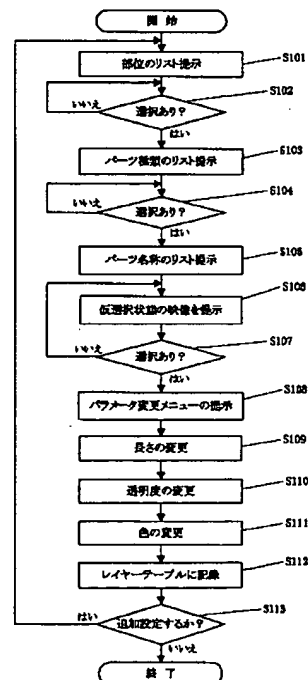 開始
部位のリスト提示
S101
選択あり?
S102
いいえ
はい
パーツ種類のリスト提示
S103
選択あり?
S104
いいえ
はい
パーツ名称のリスト提示
S105
仮選択状態の映像を提示
S106
選択あり?
S107
いいえ
はい
パラメータ変更メニューの提示
S108
長さの変更
S109
透明度の変更
S110
色の変更
S111
レイヤーテーブルに記録
S112
追加設定するか?
S113
はい
いいえ
終了